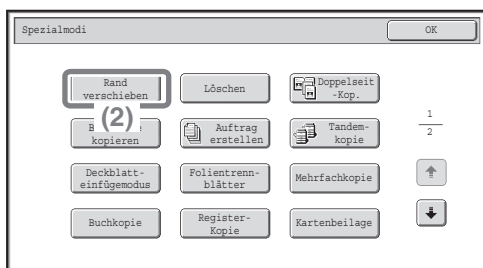 Spezialmodi
OK
Rand
verschieben
Löschen
Doppelseit
-Kop.
(2)
kopieren
Auftrag
erstellen
Tandem-
kopie
1
2
Deckblatt-
einfügemodus
Folientrenn-
blätter
Mehrfachkopie
Buchkopie
Register-
Kopie
Kartenbeilage